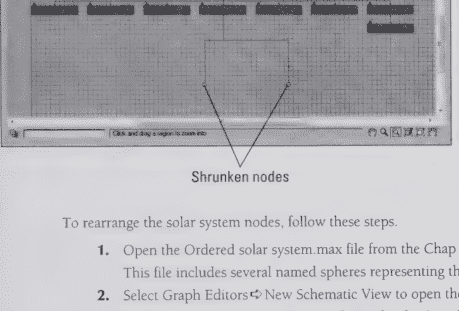 Click and drag a region to zoom into
Shrunken nodes
To rearrange the solar system nodes, follow these steps.
1. Open the Ordered solar system.max file from the Chap
This file includes several named spheres representing th
2. Select Graph Editors➪New Schematic View to open the